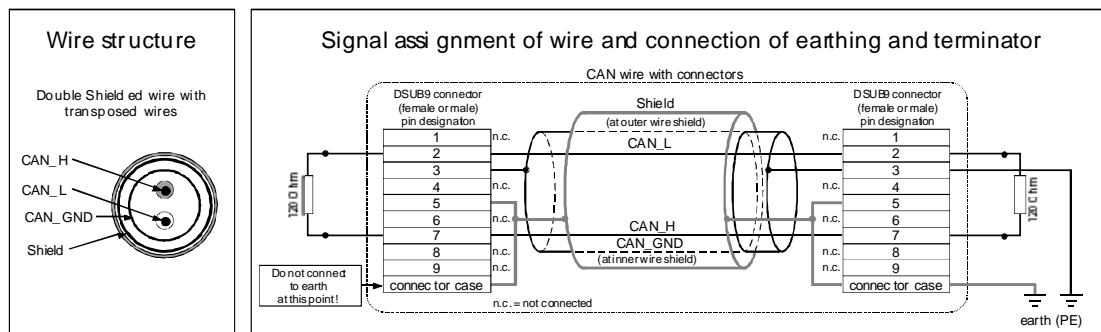 Wire structure
Double Shielded wire with
transposed wires
CAN_H
CAN_L
CAN_GND
Shield
Signal assignment of wire and connection of earthing and terminator
CAN wire with connectors
DSUB9 connector
(female or male)
pin designation
1
2
3
4
5
6
7
8
9
connector case
n.c.
n.c.
n.c.
n.c.
n.c.
120 Ohm
Do not connect
to earth
at this point!
n.c. = not connected
Shield
(at outer wire shield)
CAN_L
CAN_H
CAN_GND
(at inner wire shield)
DSUB9 connector
(female or male)
pin designation
n.c.
n.c.
n.c.
n.c.
n.c.
1
2
3
4
5
6
7
8
9
connector case
120 Ohm
earth (PE)